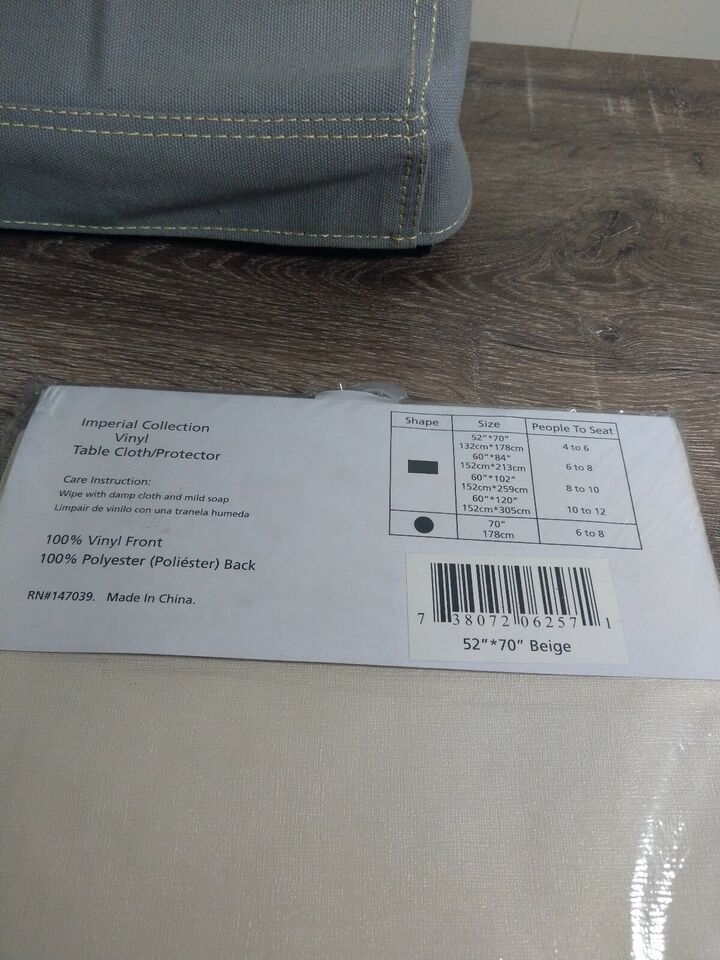 Imperial Collection
Vinyl
Table Cloth/Protector
Care Instruction:
Wipe with damp cloth and mild soap
Limpair de vinilo con una tranela humeda
100% Vinyl Front
100% Polyester (Poliéster) Back
RN#147039. Made In China.
Shape Size People To Seat
52"*70"
132cm*178cm 4 to 6
60"*84"
152cm*213cm 6 to 8
60"*102"
152cm*259cm 8 to 10
60"*120"
152cm*305cm 10 to 12
70"
178cm 6 to 8
7 38072 06257 1
52"*70" Beige